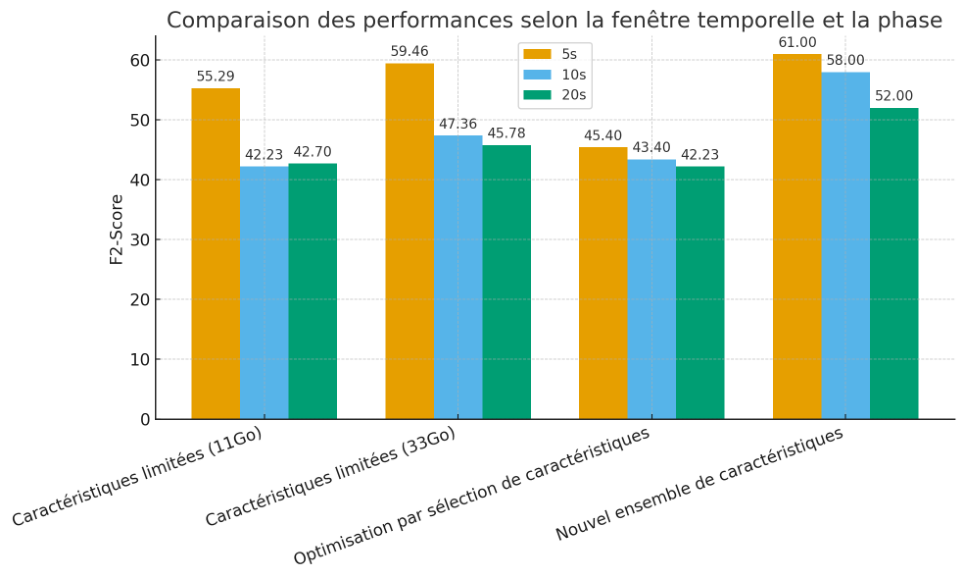 Comparaison des performances selon la fenêtre temporelle et la phase
F2-Score
60
50
40
30
20
10
0
5s
10s
20s
55.29
42.23
42.70
59.46
47.36
45.78
45.40
43.40
42.23
61.00
58.00
52.00
Caractéristiques limitées (11Go)
Caractéristiques limitées (33Go)
Optimisation par sélection de caractéristiques
Nouvel ensemble de caractéristiques